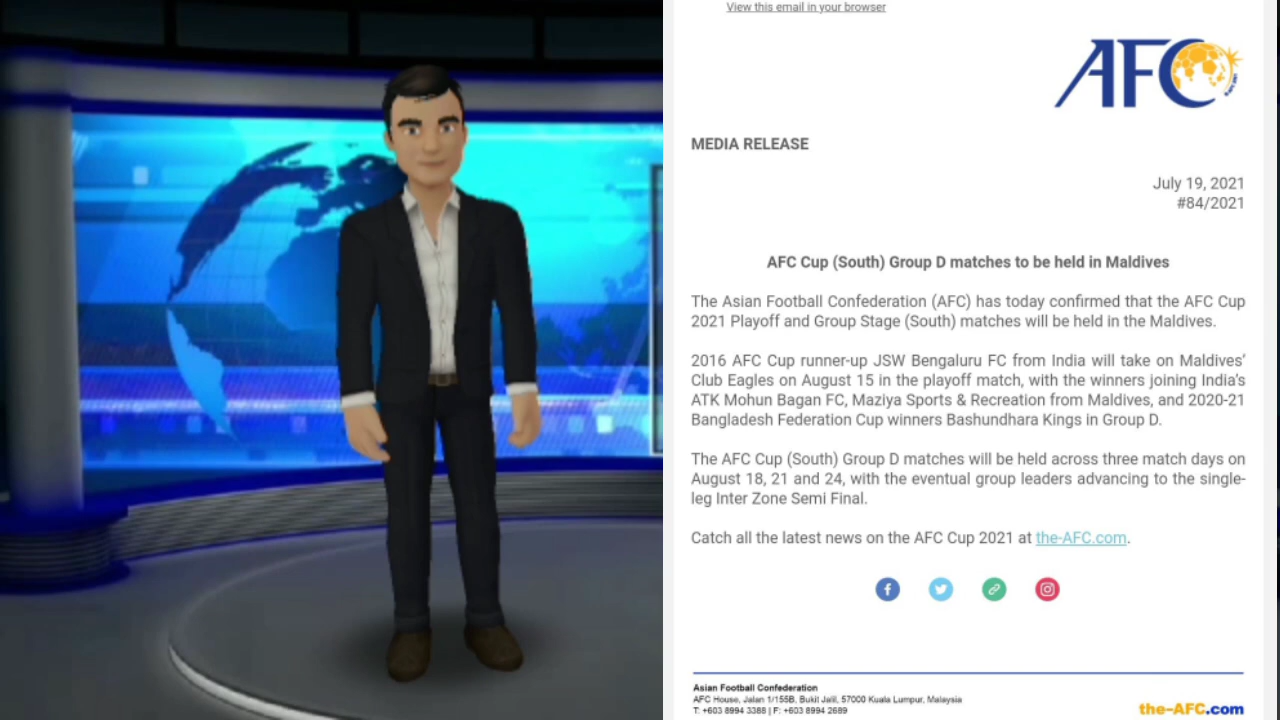 View this email in your browser
AFC
MEDIA RELEASE
July 19, 2021
#84/2021
AFC Cup (South) Group D matches to be held in Maldives
The Asian Football Confederation (AFC) has today confirmed that the AFC Cup
2021 Playoff and Group Stage (South) matches will be held in the Maldives.
2016 AFC Cup runner-up JSW Bengaluru FC from India will take on Maldives'
Club Eagles on August 15 in the playoff match, with the winners joining India's
ATK Mohun Bagan FC, Maziya Sports & Recreation from Maldives, and 2020-21
Bangladesh Federation Cup winners Bashundhara Kings in Group D.
The AFC Cup (South) Group D matches will be held across three match days on
August 18, 21 and 24, with the eventual group leaders advancing to the single-
leg Inter Zone Semi Final.
Catch all the latest news on the AFC Cup 2021 at the-AFC.com.
Asian Football Confederation
AFC House, Jalan 1/155B, Bukit Jalil, 57000 Kuala Lumpur, Malaysia
T: +603 8994 3388 | F: +603 8994 2689
the-AFC.com